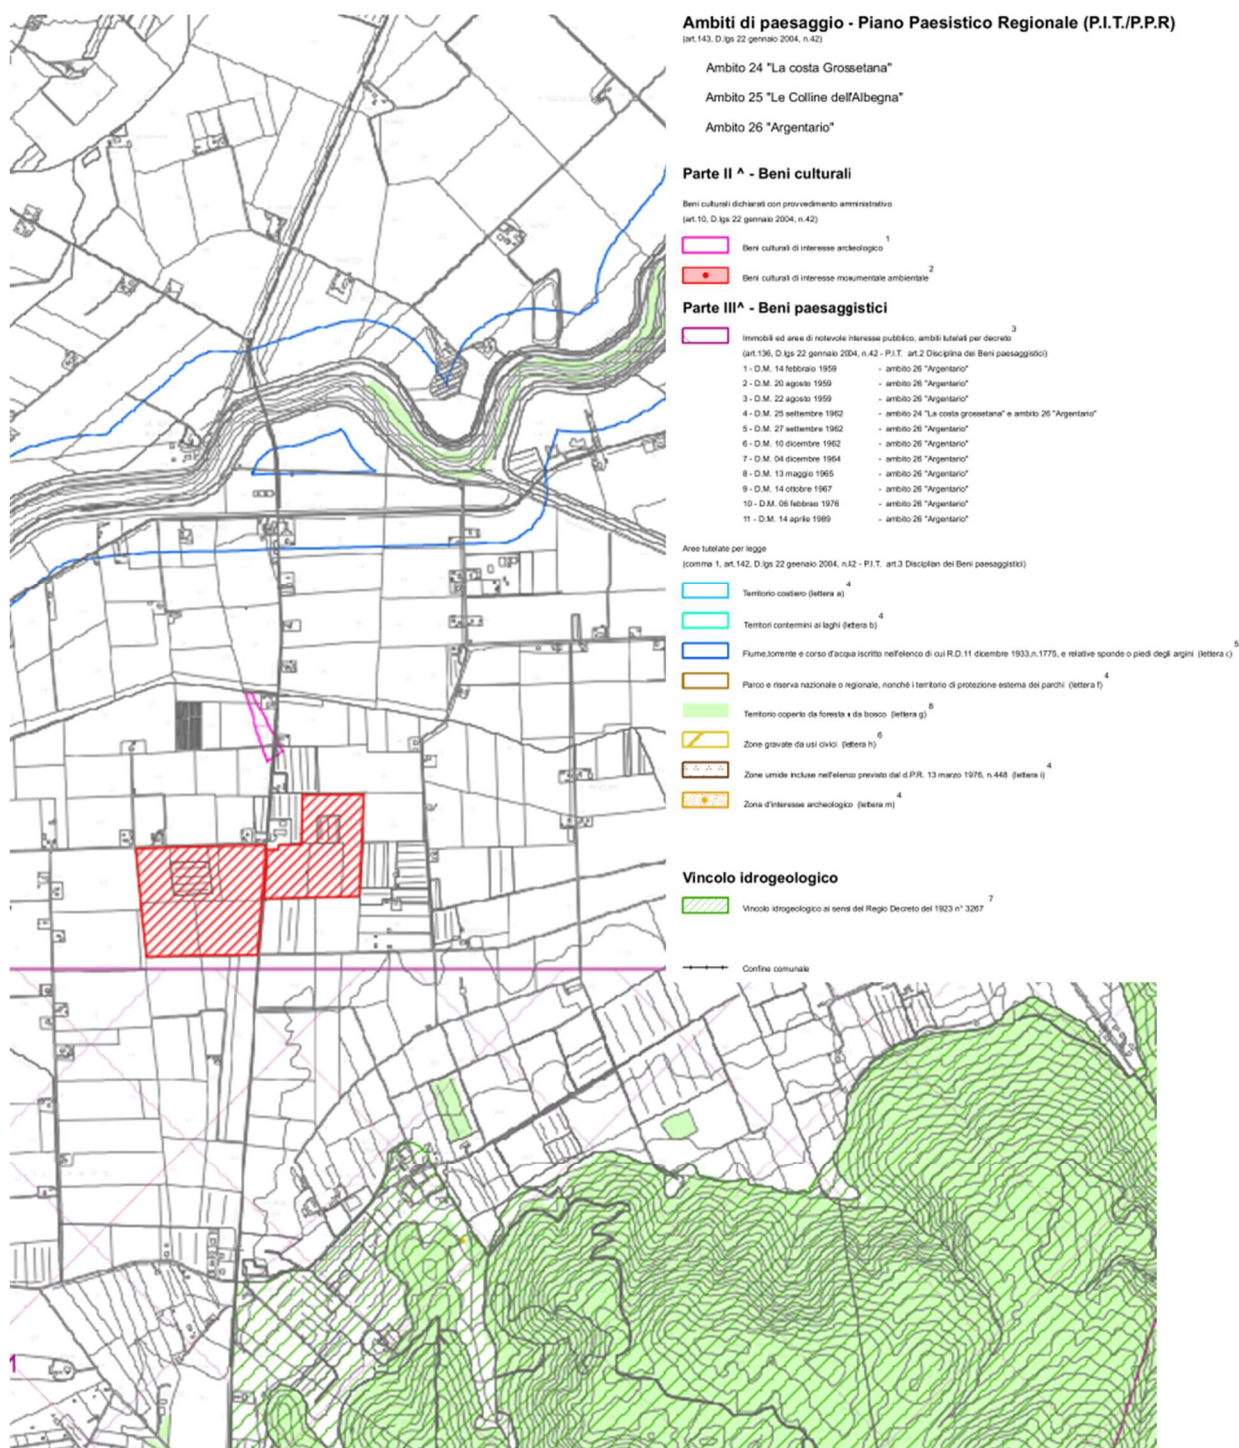 Ambiti di paesaggio - Piano Paesistico Regionale (P.I.T./P.P.R)
(art.143, D.lgs 22 gennaio 2004, n.42)
Ambito 24 "La costa Grossetana"
Ambito 25 "Le Colline dell'Albegna"
Ambito 26 "Argentario"
Parte II ^ - Beni culturali
Beni culturali dichiarati con provvedimento amministrativo
(art.10, D.lgs 22 gennaio 2004, n.42)
Beni culturali di interesse archeologico 1
Beni culturali di interesse monumentale ambientale 2
Parte III^ - Beni paesaggistici
Immobili ed aree di notevole interesse pubblico, ambiti tutelati per decreto 3
(art.136, D.lgs 22 gennaio 2004, n.42 - P.I.T. art.2 Disciplina dei Beni paesaggistici)
1 - D.M. 14 febbraio 1959 - ambito 26 "Argentario"
2 - D.M. 20 agosto 1959 - ambito 26 "Argentario"
3 - D.M. 22 agosto 1959 - ambito 26 "Argentario"
4 - D.M. 25 settembre 1962 - ambito 24 "La costa grossetana" e ambito 26 "Argentario"
5 - D.M. 27 settembre 1962 - ambito 26 "Argentario"
6 - D.M. 10 dicembre 1962 - ambito 26 "Argentario"
7 - D.M. 04 dicembre 1964 - ambito 26 "Argentario"
8 - D.M. 13 maggio 1965 - ambito 26 "Argentario"
9 - D.M. 14 ottobre 1967 - ambito 26 "Argentario"
10 - D.M. 06 febbraio 1976 - ambito 26 "Argentario"
11 - D.M. 14 aprile 1989 - ambito 26 "Argentario"
Aree tutelate per legge
(comma 1, art.142, D.lgs 22 geenaio 2004, n.42 - P.I.T. art.3 Disciplian dei Beni paesaggistici)
Territorio costiero (lettera a) 4
Territori contermini ai laghi (lettera b) 4
Fiume,torrente e corso d'acqua iscritto nell'elenco di cui R.D.11 dicembre 1933,n.1775, e relative sponde o piedi degli argini (lettera c) 5
Parco e riserva nazionale o regionale, nonché i territorio di protezione esterna dei parchi (lettera f) 4
Territorio coperto da foresta e da bosco (lettera g) 8
Zone gravate da usi civici (lettera h) 6
Zone umide incluse nell'elenco previsto dal d.P.R. 13 marzo 1976, n.448 (lettera i) 4
Zona d'interesse archeologico (lettera m) 4
Vincolo idrogeologico
Vincolo idrogeologico ai sensi del Regio Decreto del 1923 n° 3267 7
Confine comunale